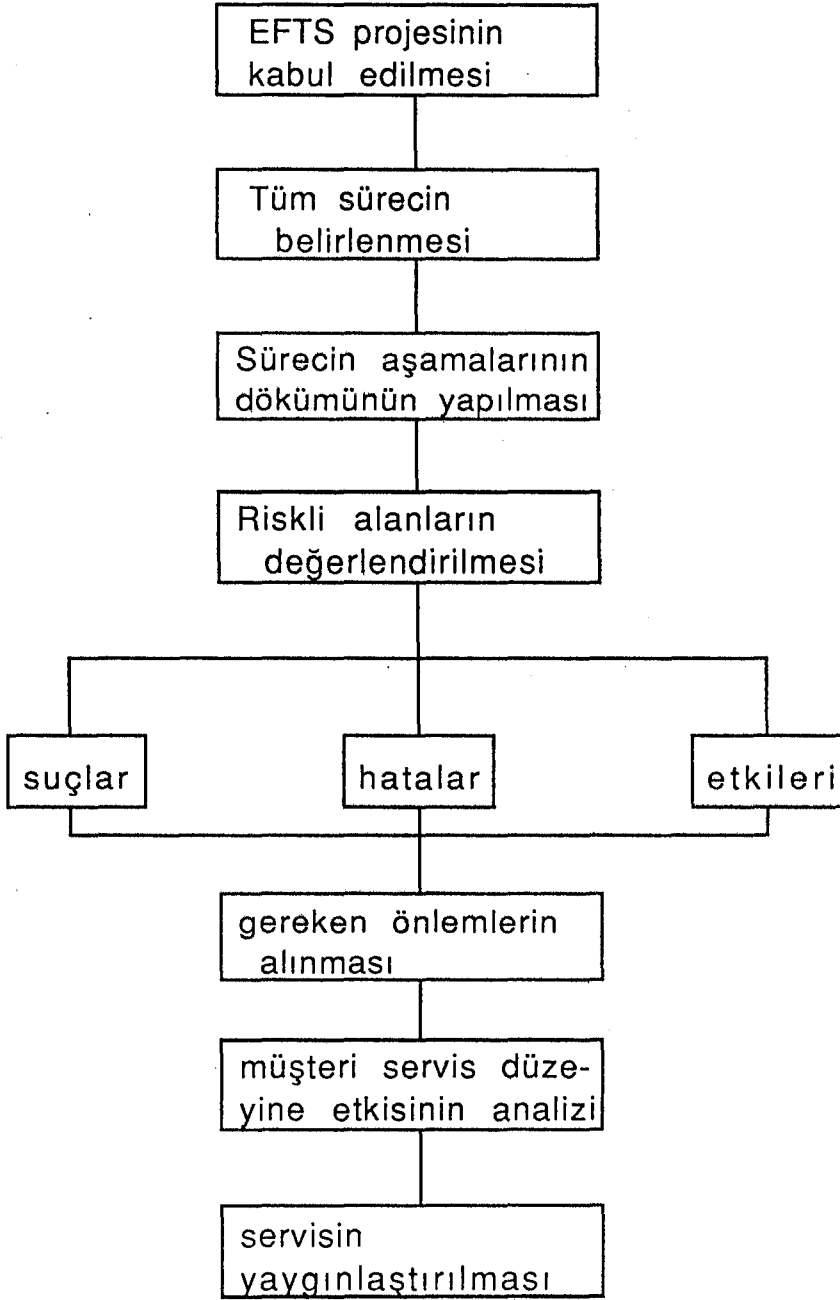 EFTS projesinin
kabul edilmesi
Tüm sürecin
belirlenmesi
Sürecin aşamalarının
dökümünün yapılması
Riskli alanların
değerlendirilmesi
suçlar
hatalar
etkileri
gereken önlemlerin
alınması
müşteri servis düze-
yine etkisinin analizi
servisin
yaygınlaştırılması